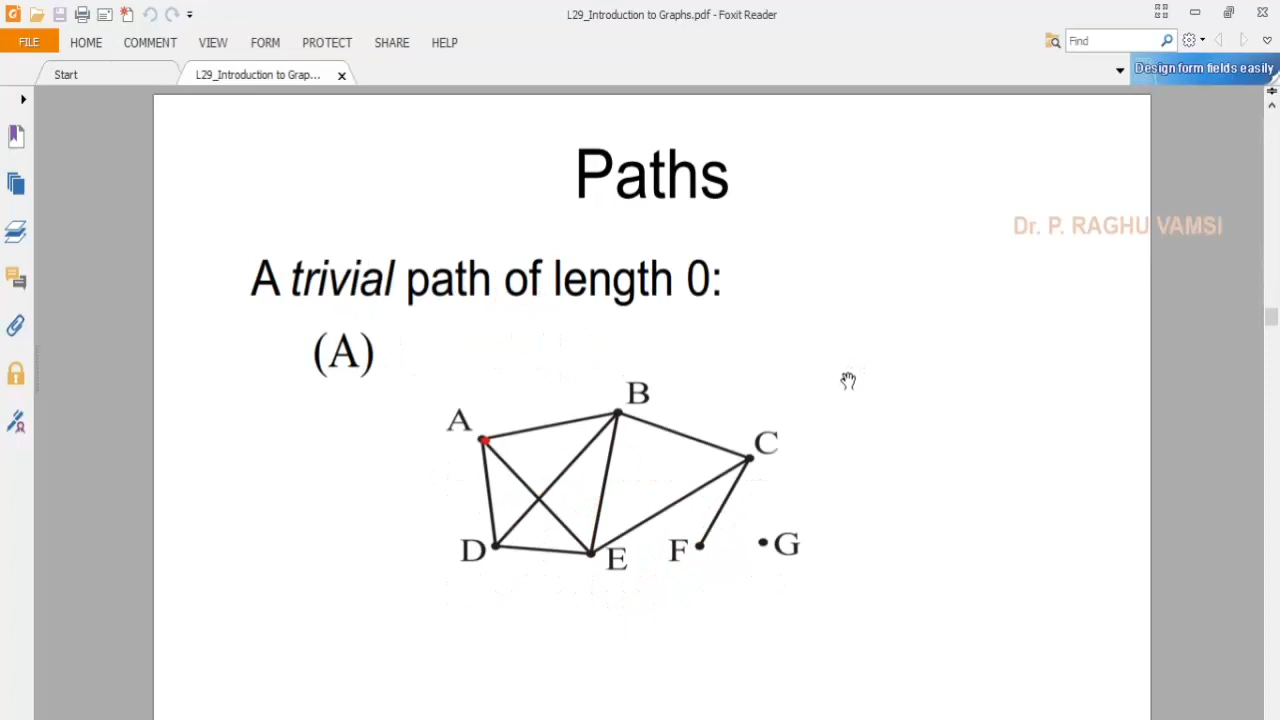 L29_Introduction to Graphs.pdf - Foxit Reader
FILE HOME COMMENT VIEW FORM PROTECT SHARE HELP
Find
Start
L29_Introduction to Grap... x
Design form fields easily
Paths
Dr. P. RAGHU VAMSI
A trivial path of length 0:
(A)
B
A
C
D
E
F
G